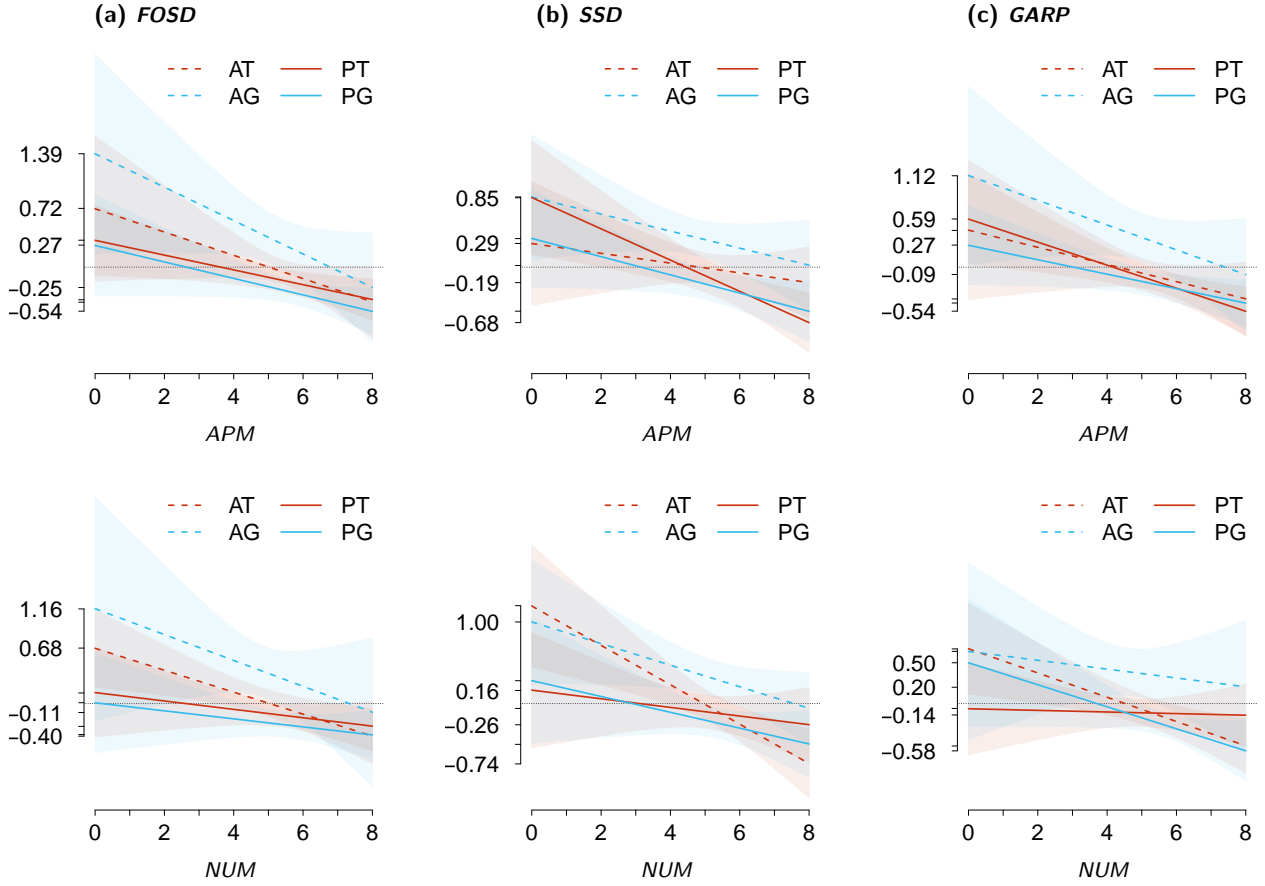 (a) FOSD (b) SSD (c) GARP
AT PT AT PT AT PT
AG PG AG PG AG PG
1.39
0.72
0.27
−0.25
−0.54
0.85
0.29
−0.19
−0.68
1.12
0.59
0.27
−0.09
−0.54
0 2 4 6 8 0 2 4 6 8 0 2 4 6 8
APM APM APM
AT PT AT PT AT PT
AG PG AG PG AG PG
1.16
0.68
−0.11
−0.40
1.00
0.16
−0.26
−0.74
0.50
0.20
−0.14
−0.58
0 2 4 6 8 0 2 4 6 8 0 2 4 6 8
NUM NUM NUM